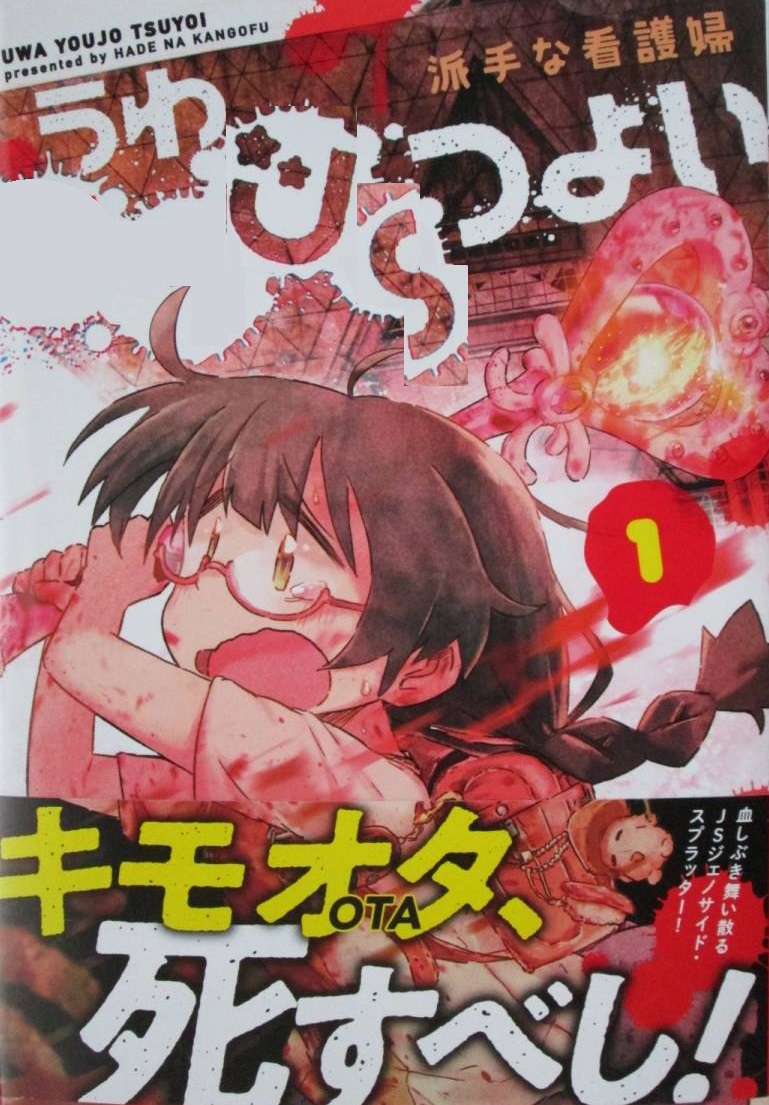 UWA YOUJO TSUYOI
presented by HADE NA KANGOFU
派手な看護婦
うわ
つよい
1
キモオタ、
OTA
死すべし!
血しぶき舞い散る
JSジェノサイド・
スプラッター!